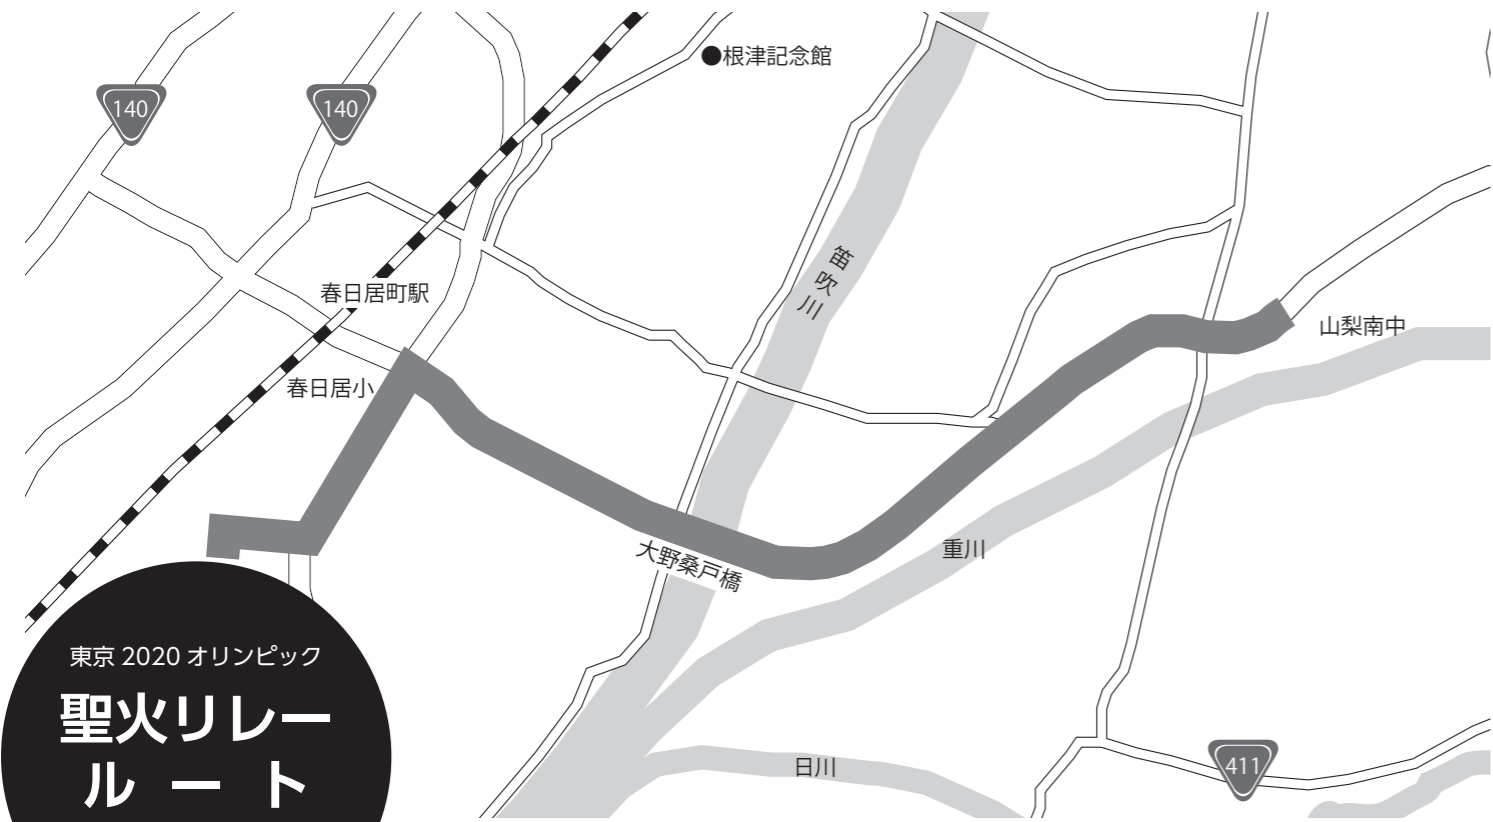 根津記念館
140
140
笛吹川
春日居町駅
山梨南中
春日居小
大野桑戸橋
重川
東京 2020 オリンピック
聖火リレー
ルート
日川
411